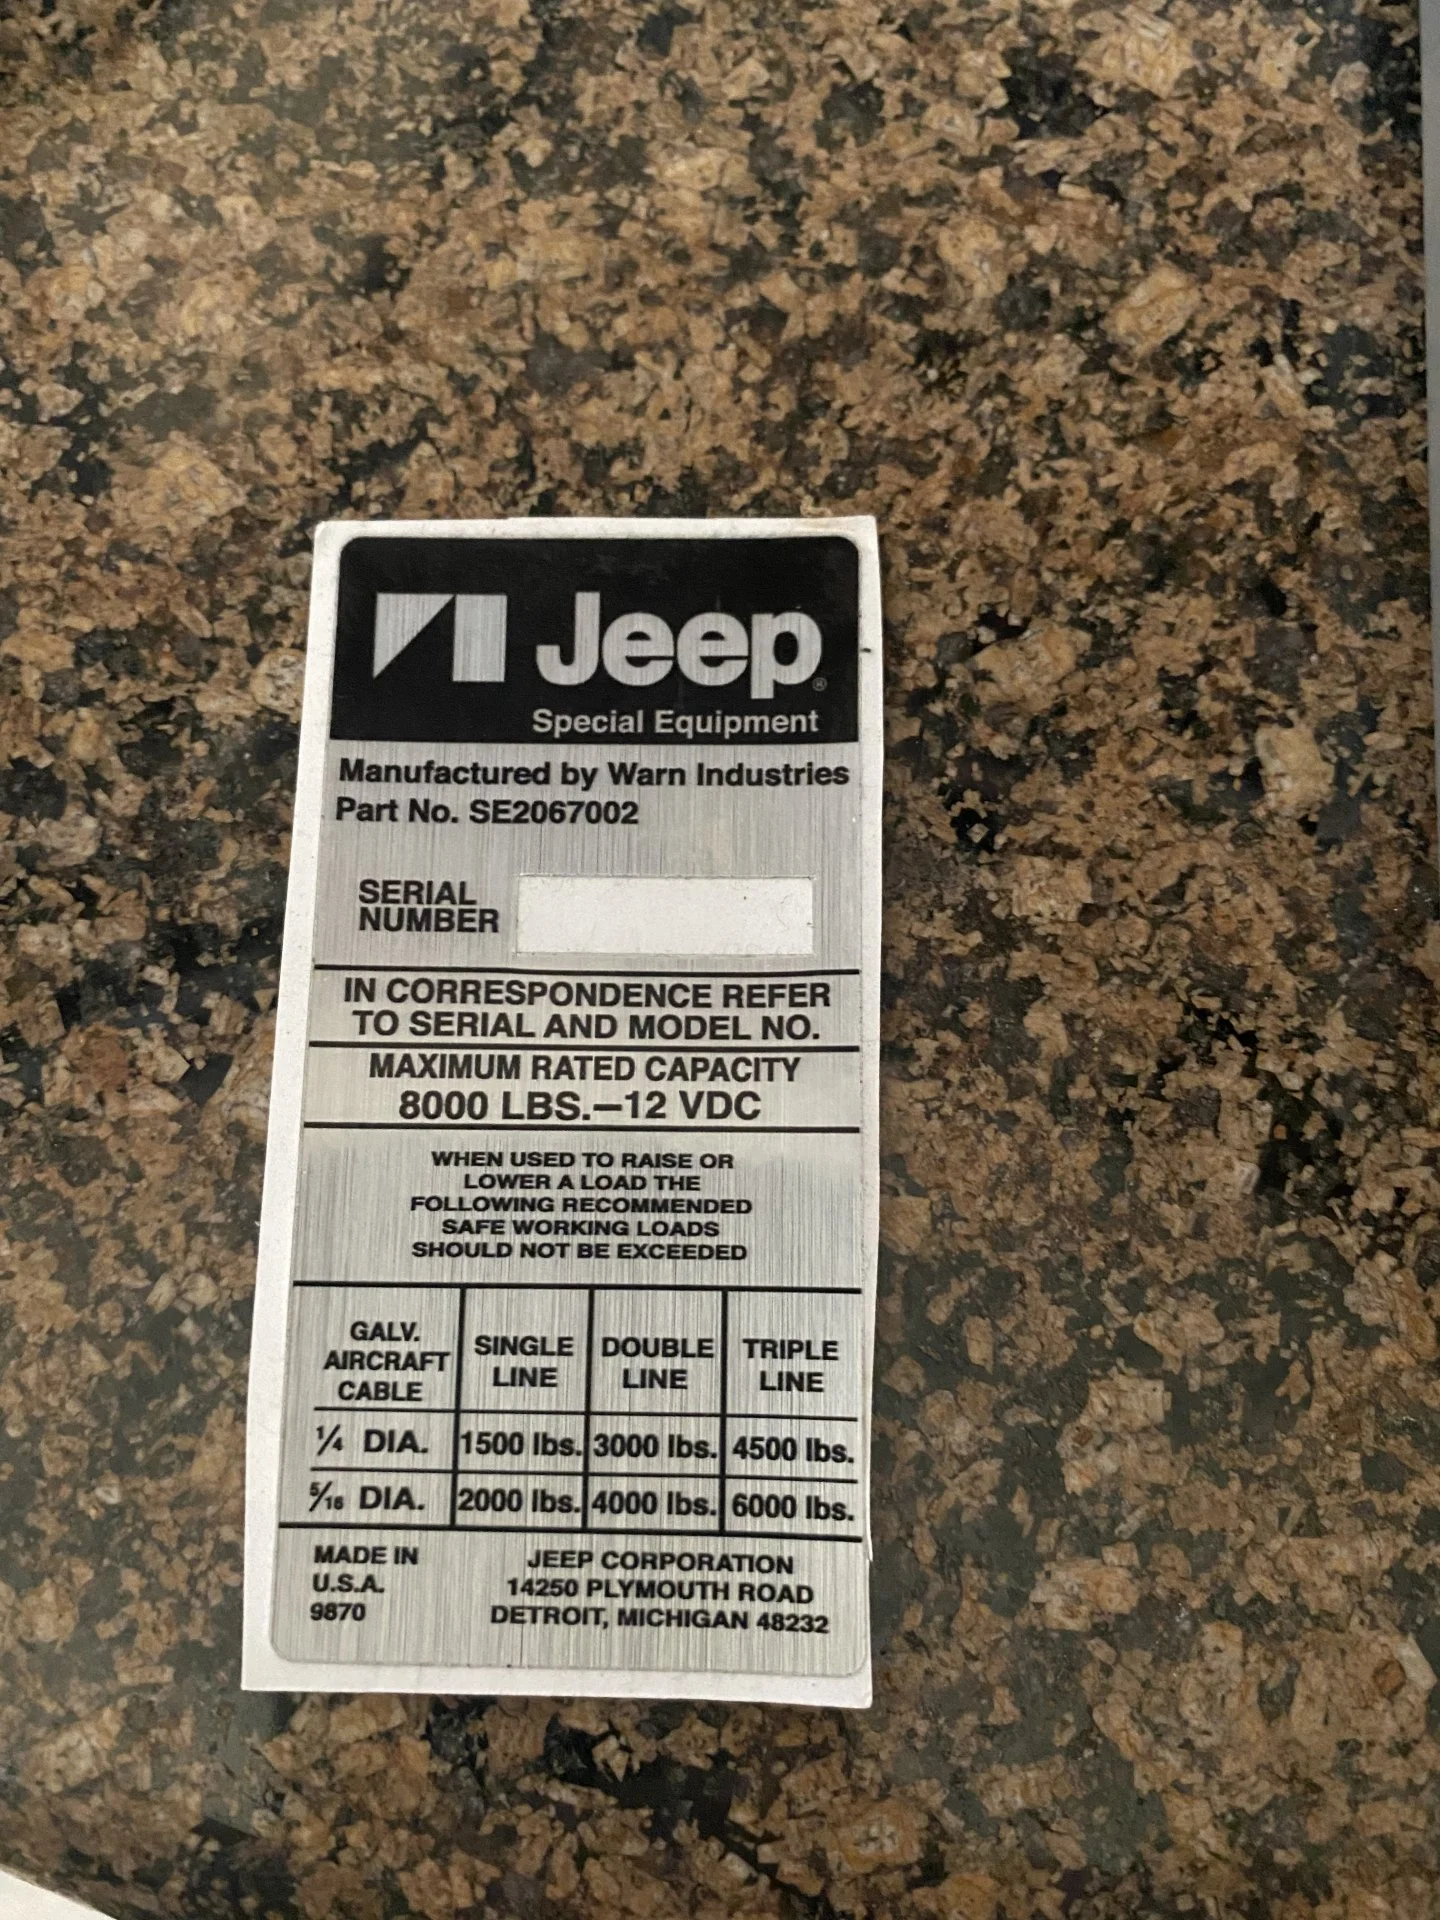 Jeep®
Special Equipment
Manufactured by Warn Industries
Part No. SE2067002
SERIAL
NUMBER
IN CORRESPONDENCE REFER
TO SERIAL AND MODEL NO.
MAXIMUM RATED CAPACITY
8000 LBS.–12 VDC
WHEN USED TO RAISE OR
LOWER A LOAD THE
FOLLOWING RECOMMENDED
SAFE WORKING LOADS
SHOULD NOT BE EXCEEDED
GALV. AIRCRAFT CABLE SINGLE LINE DOUBLE LINE TRIPLE LINE
1/4 DIA. 1500 lbs. 3000 lbs. 4500 lbs.
5/16 DIA. 2000 lbs. 4000 lbs. 6000 lbs.
MADE IN
U.S.A.
9870
JEEP CORPORATION
14250 PLYMOUTH ROAD
DETROIT, MICHIGAN 48232